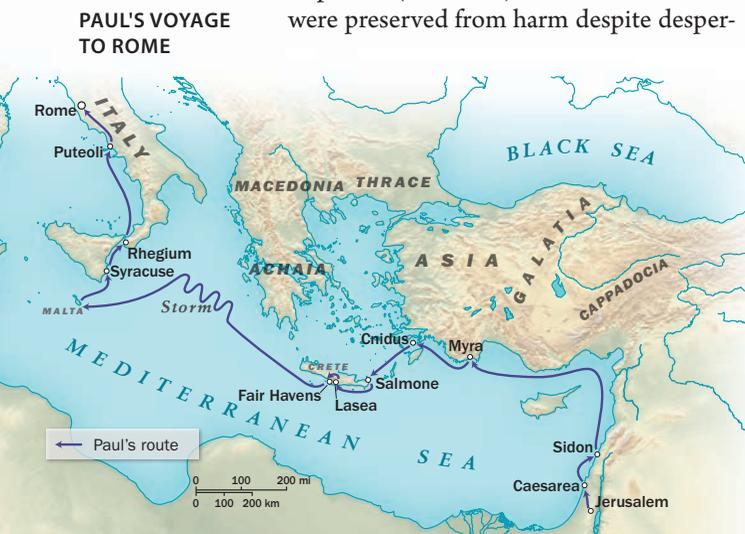 PAUL'S VOYAGE
TO ROME
were preserved from harm despite desper-
Rome
ITALY
Puteoli
BLACK SEA
MACEDONIA
THRACE
Rhegium
Syracuse
ACHAIA
ASIA
GALATIA
CAPPADOCIA
MALTA
Storm
Cnidus
Myra
CRETE
Salmone
Fair Havens
Lasea
MEDITERRANEAN SEA
Paul's route
Sidon
0 100 200 mi
0 100 200 km
Caesarea
Jerusalem